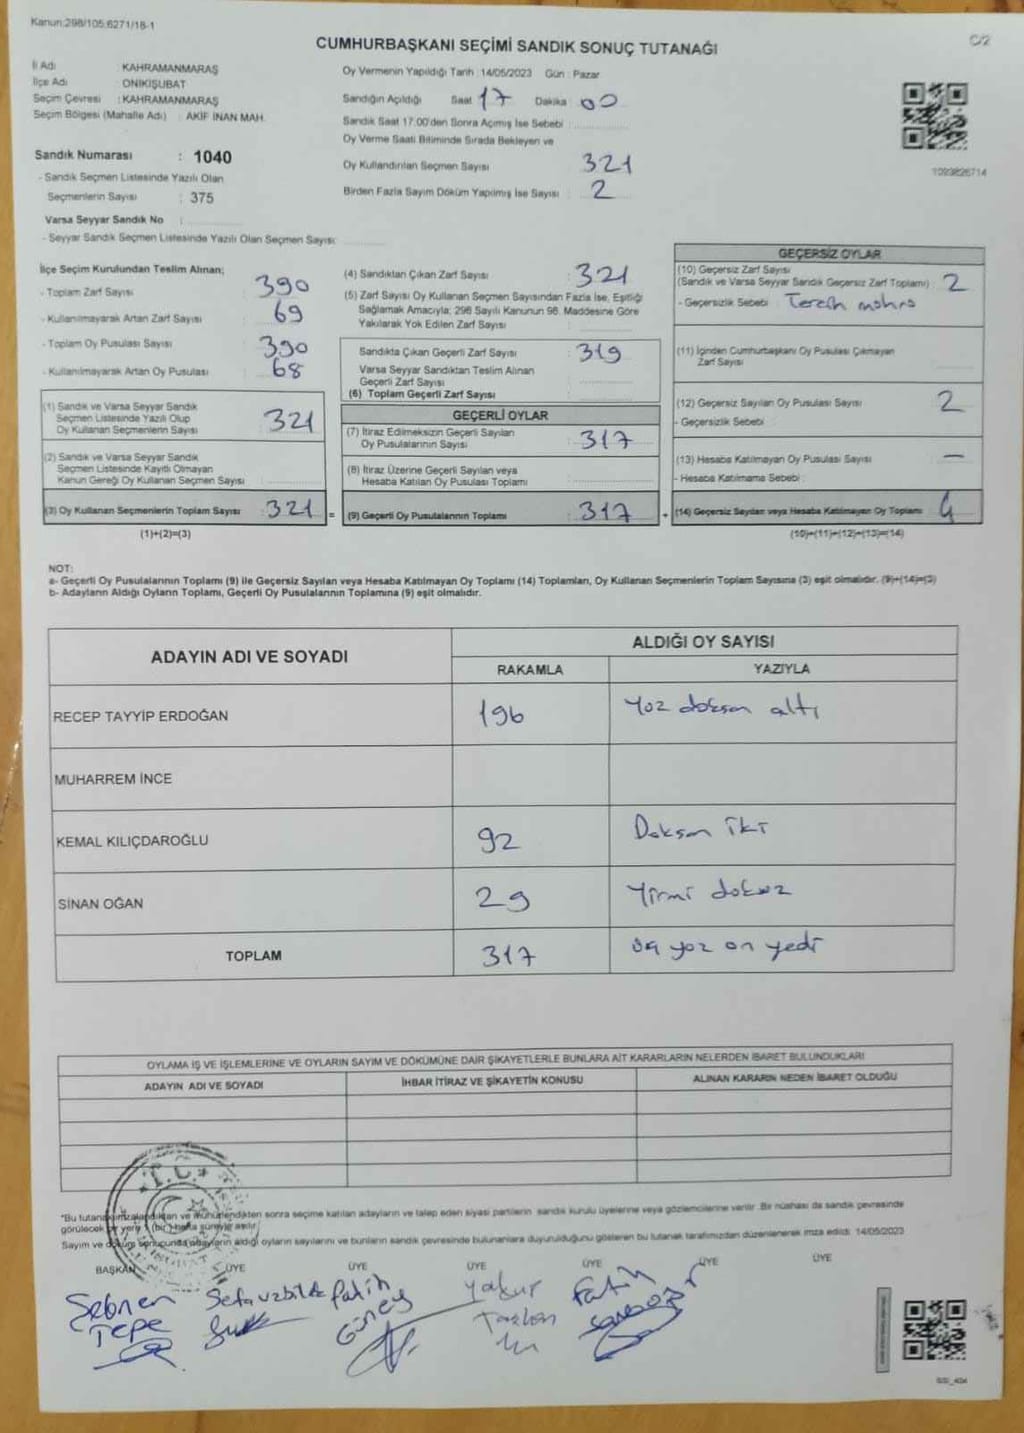 Kanun:298/105,6271/18-1
C/2
CUMHURBAŞKANI SEÇİMİ SANDIK SONUÇ TUTANAĞI
İl Adı : KAHRAMANMARAŞ
İlçe Adı : ONİKİŞUBAT
Seçim Çevresi : KAHRAMANMARAŞ
Seçim Bölgesi (Mahalle Adı) : AKİF İNAN MAH.
Sandık Numarası : 1040
- Sandık Seçmen Listesinde Yazılı Olan
Seçmenlerin Sayısı : 375
Varsa Seyyar Sandık No :
- Seyyar Sandık Seçmen Listesinde Yazılı Olan Seçmen Sayısı:
Oy Vermenin Yapıldığı Tarih :14/05/2023 Gün : Pazar
Sandığın Açıldığı Saat 17 Dakika : 00
Sandık Saat 17.00'den Sonra Açmış İse Sebebi :
Oy Verme Saati Bitiminde Sırada Bekleyen ve
Oy Kullandırılan Seçmen Sayısı : 321
Birden Fazla Sayım Döküm Yapılmış İse Sayısı : 2
1093826714
İlçe Seçim Kurulundan Teslim Alınan;
- Toplam Zarf Sayısı : 390
- Kullanılmayarak Artan Zarf Sayısı : 69
- Toplam Oy Pusulası Sayısı : 390
- Kullanılmayarak Artan Oy Pusulası : 68
(1) Sandık ve Varsa Seyyar Sandık
Seçmen Listesinde Yazılı Olup
Oy Kullanan Seçmenlerin Sayısı : 321
(2) Sandık ve Varsa Seyyar Sandık
Seçmen Listesinde Kayıtlı Olmayan
Kanun Gereği Oy Kullanan Seçmen Sayısı :
(3) Oy Kullanan Seçmenlerin Toplam Sayısı : 321 =
(1)+(2)=(3)
(4) Sandıktan Çıkan Zarf Sayısı : 321
(5) Zarf Sayısı Oy Kullanan Seçmen Sayısından Fazla İse, Eşitliği
Sağlamak Amacıyla; 298 Sayılı Kanunun 98. Maddesine Göre
Yakılarak Yok Edilen Zarf Sayısı :
Sandıkta Çıkan Geçerli Zarf Sayısı : 319
Varsa Seyyar Sandıktan Teslim Alınan
Geçerli Zarf Sayısı :
(6) Toplam Geçerli Zarf Sayısı :
GEÇERLİ OYLAR
(7) İtiraz Edilmeksizin Geçerli Sayılan
Oy Pusulalarının Sayısı : 317
(8) İtiraz Üzerine Geçerli Sayılan veya
Hesaba Katılan Oy Pusulası Toplamı :
(9) Geçerli Oy Pusulalarının Toplamı : 317 +
GEÇERSİZ OYLAR
(10) Geçersiz Zarf Sayısı
(Sandık ve Varsa Seyyar Sandık Geçersiz Zarf Toplamı) : 2
- Geçersizlik Sebebi : Tercih mührü
(11) İçinden Cumhurbaşkanı Oy Pusulası Çıkmayan
Zarf Sayısı :
(12) Geçersiz Sayılan Oy Pusulası Sayısı : 2
- Geçersizlik Sebebi :
(13) Hesaba Katılmayan Oy Pusulası Sayısı : —
- Hesaba Katılmama Sebebi :
(14) Geçersiz Sayılan veya Hesaba Katılmayan Oy Toplamı : 4
(10)+(11)+(12)+(13)=(14)
NOT:
a- Geçerli Oy Pusulalarının Toplamı (9) ile Geçersiz Sayılan veya Hesaba Katılmayan Oy Toplamı (14) Toplamları, Oy Kullanan Seçmenlerin Toplam Sayısına (3) eşit olmalıdır. (9)+(14)=(3)
b- Adayların Aldığı Oyların Toplamı, Geçerli Oy Pusulalarının Toplamına (9) eşit olmalıdır.
ADAYIN ADI VE SOYADI
ALDIĞI OY SAYISI
RAKAMLA YAZIYLA
RECEP TAYYİP ERDOĞAN 196 Yüz doksan altı
MUHARREM İNCE
KEMAL KILIÇDAROĞLU 92 Doksan İki
SİNAN OĞAN 29 Yirmi dokuz
TOPLAM 317 üç yüz on yedi
OYLAMA İŞ VE İŞLEMLERİNE VE OYLARIN SAYIM VE DÖKÜMÜNE DAİR ŞİKAYETLERLE BUNLARA AİT KARARLARIN NELERDEN İBARET BULUNDUKLARI
ADAYIN ADI VE SOYADI İHBAR İTİRAZ VE ŞİKAYETİN KONUSU ALINAN KARARIN NEDEN İBARET OLDUĞU
T.C.
*Bu tutanak imzalandıktan ve mühürlendikten sonra seçime katılan adayların ve talep eden siyasi partilerin sandık kurulu üyelerine veya gözlemcilerine verilir. Bir nüshası da sandık çevresinde
görülecek bir yere 1 (bir) hafta süreyle asılır.
Sayım ve döküm sonucunda adayların aldığı oyların sayılarını ve bunların sandık çevresinde bulunanlara duyurulduğunu gösteren bu tutanak tarafımızdan düzenlenerek imza edildi. 14/05/2023
BAŞKAN ÜYE ÜYE ÜYE ÜYE ÜYE ÜYE
Şebnem Sefa Fatih Yakup Fatih
Tepe Güneş